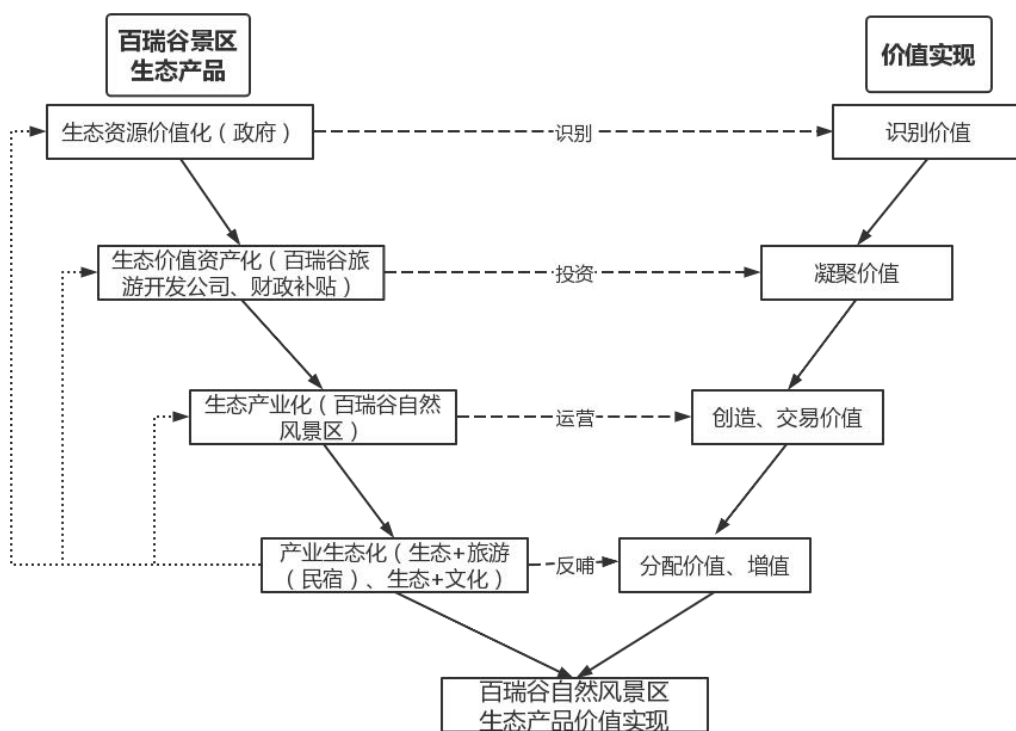 百瑞谷景区
生态产品
价值实现
生态资源价值化（政府）
识别
识别价值
生态价值资产化（百瑞谷旅
游开发公司、财政补贴）
投资
凝聚价值
生态产业化（百瑞谷自然
风景区）
运营
创造、交易价值
产业生态化（生态+旅游
（民宿）、生态+文化）
反哺
分配价值、增值
百瑞谷自然风景区
生态产品价值实现